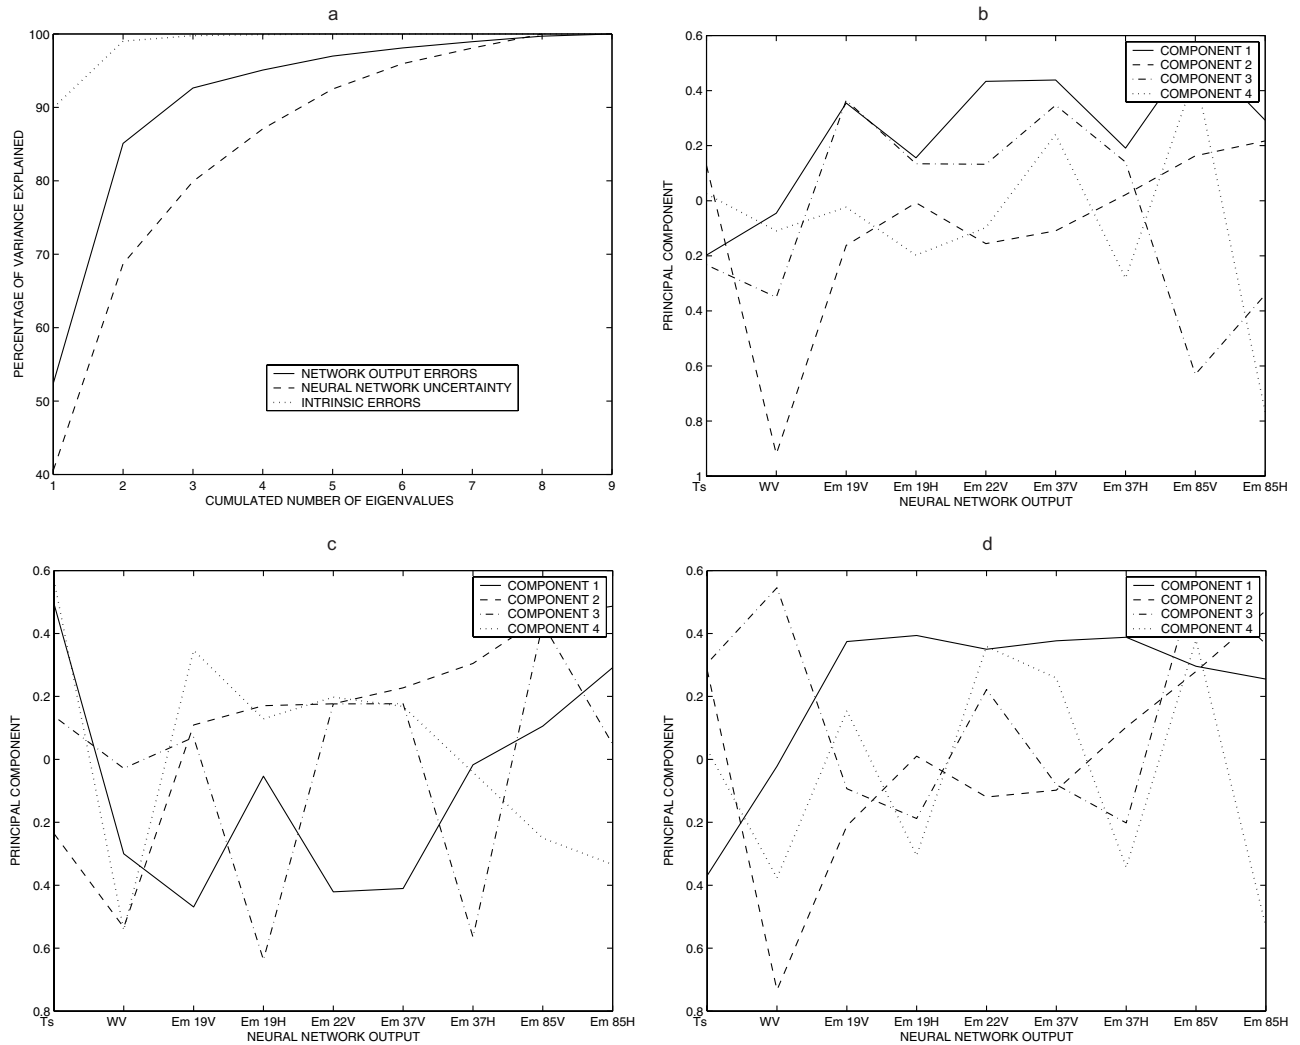 a
100
90
80
70
60
50
40
1 2 3 4 5 6 7 8 9
PERCENTAGE OF VARIANCE EXPLAINED
CUMULATED NUMBER OF EIGENVALUES
NETWORK OUTPUT ERRORS
NEURAL NETWORK UNCERTAINTY
INTRINSIC ERRORS
b
0.6
0.4
0.2
0
0.2
0.4
0.6
0.8
1
Ts WV Em 19V Em 19H Em 22V Em 37V Em 37H Em 85V Em 85H
PRINCIPAL COMPONENT
NEURAL NETWORK OUTPUT
COMPONENT 1
COMPONENT 2
COMPONENT 3
COMPONENT 4
c
0.6
0.4
0.2
0
0.2
0.4
0.6
0.8
Ts WV Em 19V Em 19H Em 22V Em 37V Em 37H Em 85V Em 85H
PRINCIPAL COMPONENT
NEURAL NETWORK OUTPUT
COMPONENT 1
COMPONENT 2
COMPONENT 3
COMPONENT 4
d
0.6
0.4
0.2
0
0.2
0.4
0.6
0.8
Ts WV Em 19V Em 19H Em 22V Em 37V Em 37H Em 85V Em 85H
PRINCIPAL COMPONENT
NEURAL NETWORK OUTPUT
COMPONENT 1
COMPONENT 2
COMPONENT 3
COMPONENT 4